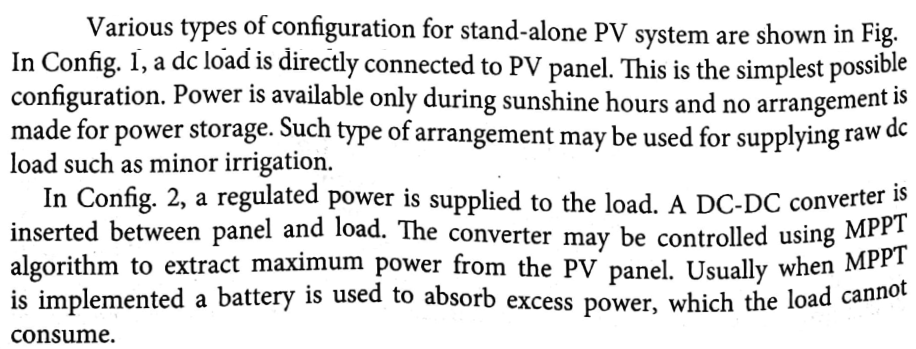 Various types of configuration for stand-alone PV system are shown in Fig.
In Config. 1, a dc load is directly connected to PV panel. This is the simplest possible
configuration. Power is available only during sunshine hours and no arrangement is
made for power storage. Such type of arrangement may be used for supplying raw dc
load such as minor irrigation.
In Config. 2, a regulated power is supplied to the load. A DC-DC converter is
inserted between panel and load. The converter may be controlled using MPPT
algorithm to extract maximum power from the PV panel. Usually when MPPT
is implemented a battery is used to absorb excess power, which the load cannot
consume.